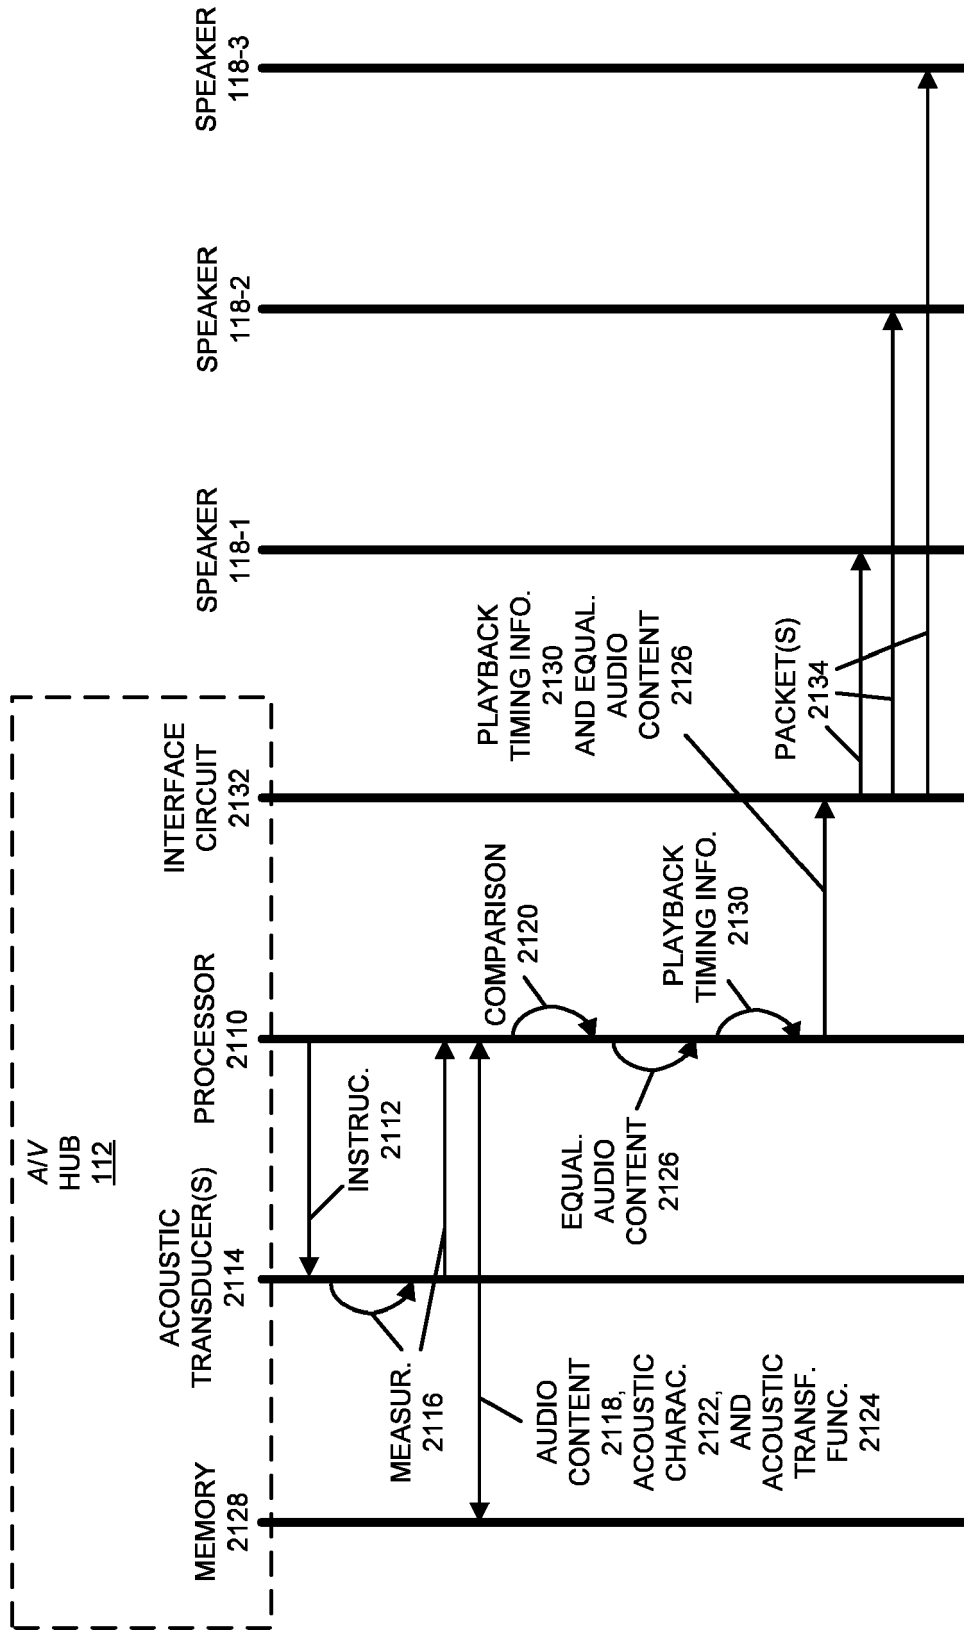 A/V
HUB
112
MEMORY
2128
ACOUSTIC
TRANSDUCER(S)
2114
PROCESSOR
2110
INTERFACE
CIRCUIT
2132
SPEAKER
118-1
SPEAKER
118-2
SPEAKER
118-3
INSTRUC.
2112
MEASUR.
2116
AUDIO
CONTENT
2118,
ACOUSTIC
CHARAC.
2122,
AND
ACOUSTIC
TRANSF.
FUNC.
2124
COMPARISON
2120
EQUAL.
AUDIO
CONTENT
2126
PLAYBACK
TIMING INFO.
2130
PLAYBACK
TIMING INFO.
2130
AND EQUAL.
AUDIO
CONTENT
2126
PACKET(S)
2134